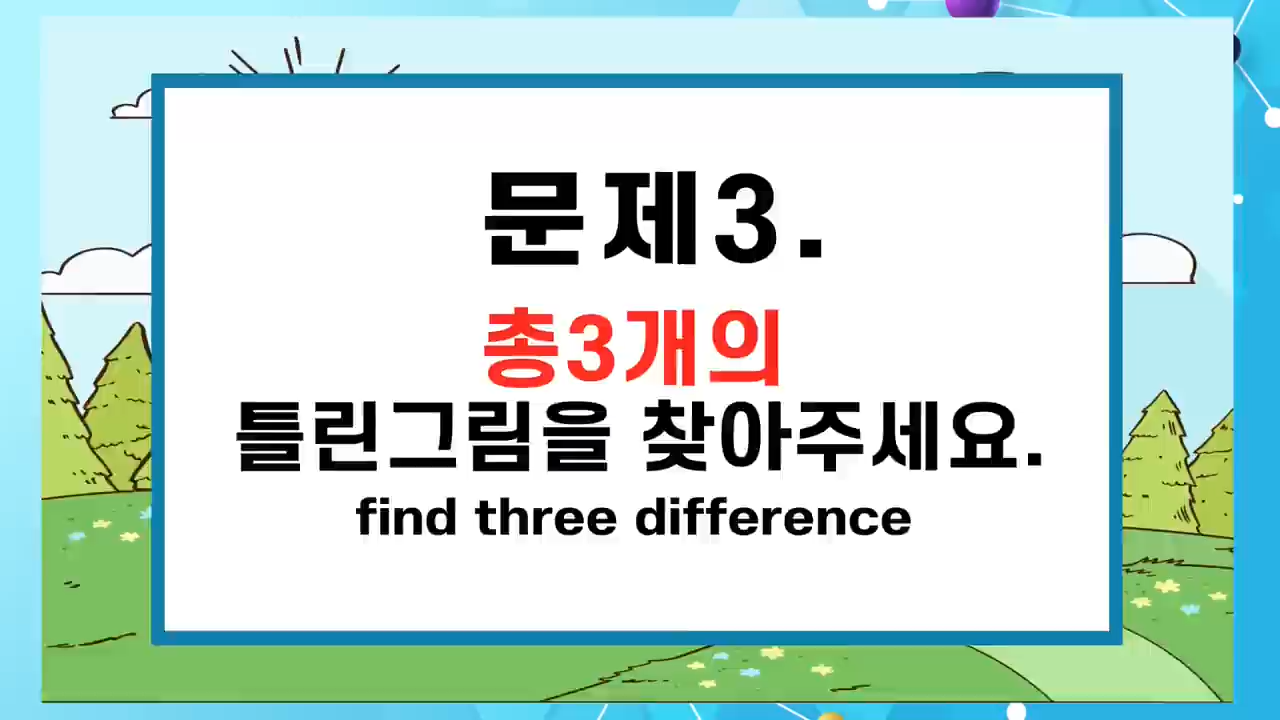 문제3.
총3개의
틀린그림을 찾아주세요.
find three difference